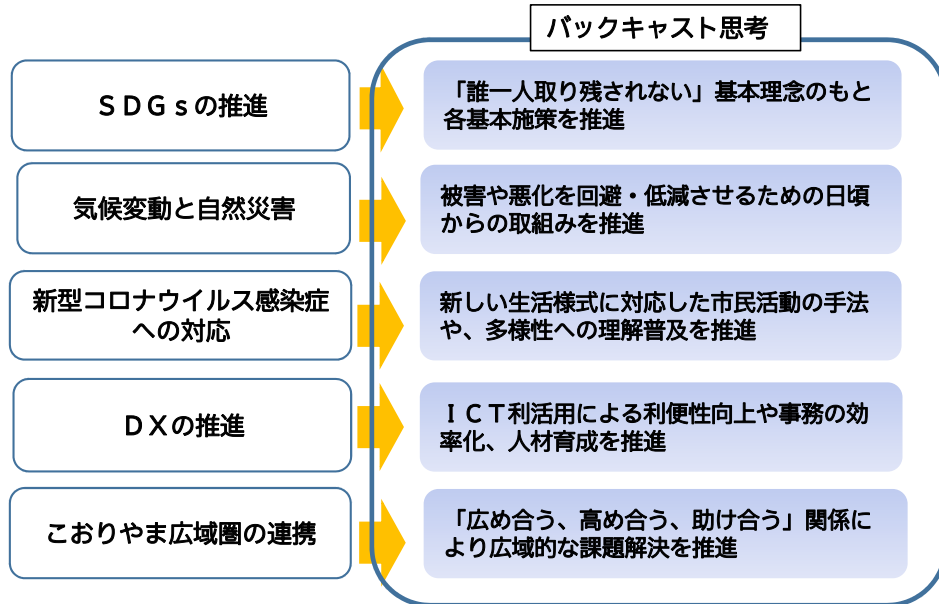 バックキャスト思考
ＳＤＧｓの推進
「誰一人取り残されない」基本理念のもと
各基本施策を推進
気候変動と自然災害
被害や悪化を回避・低減させるための日頃
からの取組みを推進
新型コロナウイルス感染症
への対応
新しい生活様式に対応した市民活動の手法
や、多様性への理解普及を推進
ＤＸの推進
ＩＣＴ利活用による利便性向上や事務の効
率化、人材育成を推進
こおりやま広域圏の連携
「広め合う、高め合う、助け合う」関係に
より広域的な課題解決を推進